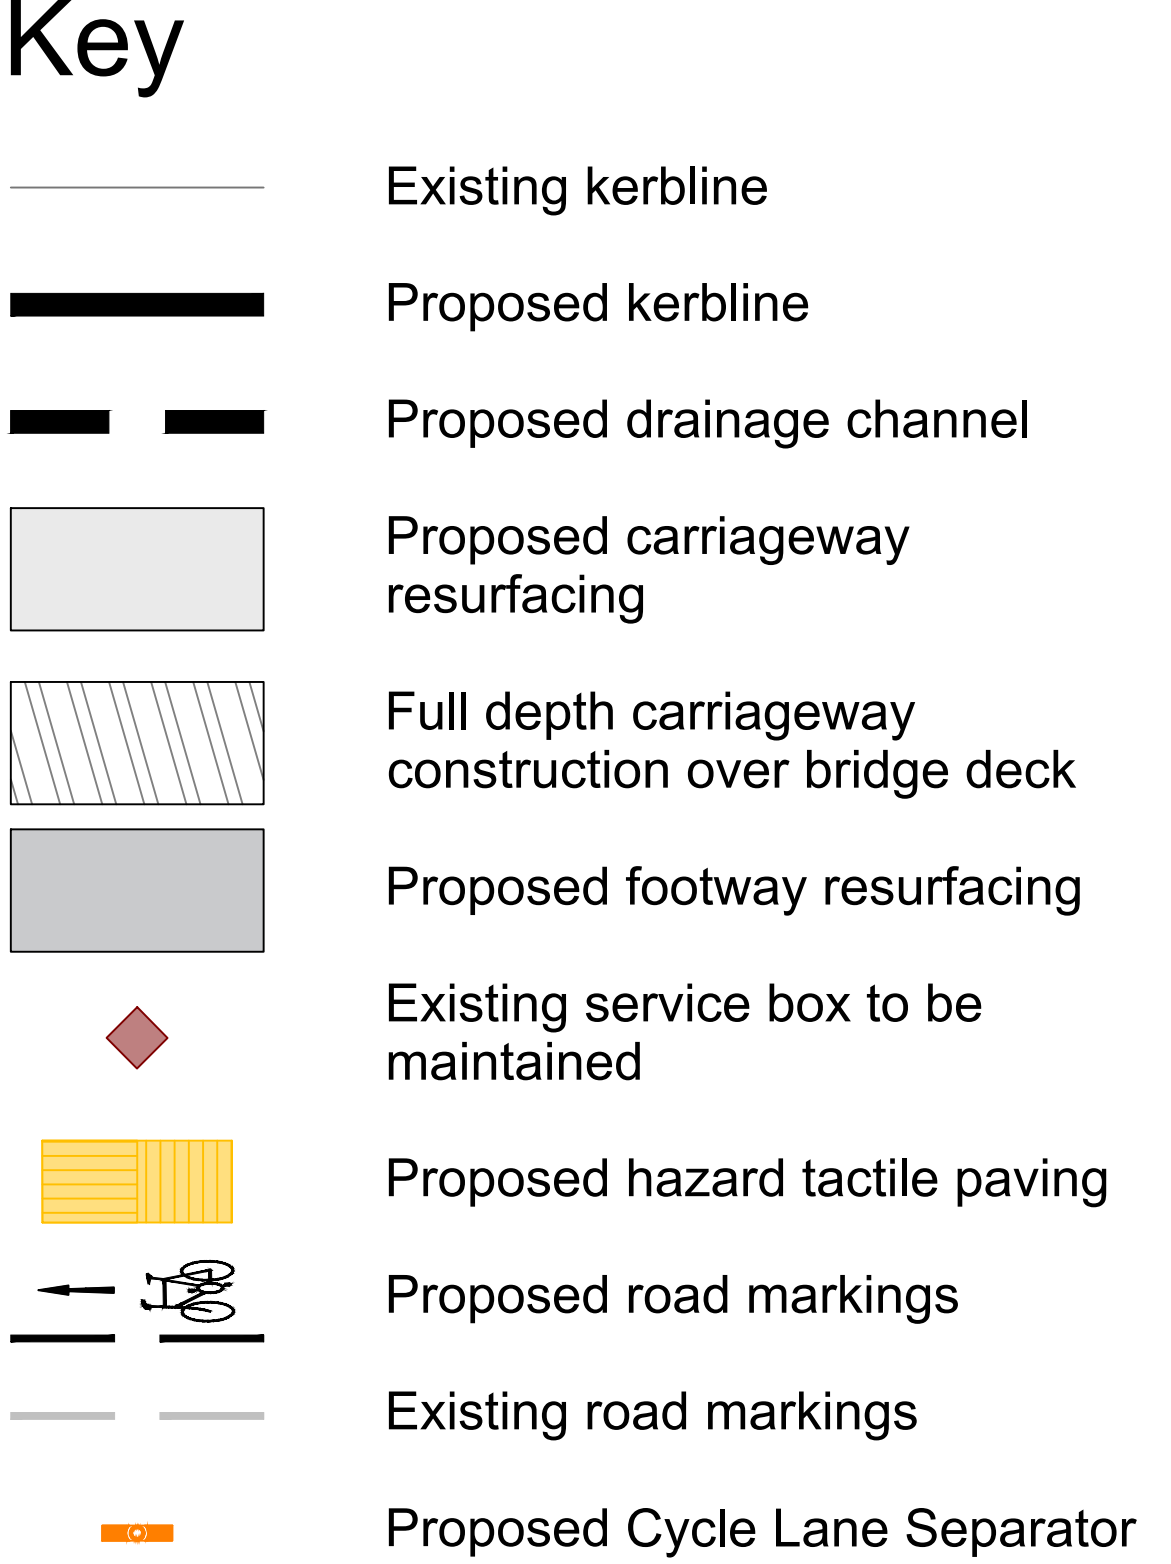 Key
Existing kerbline
Proposed kerbline
Proposed drainage channel
Proposed carriageway
resurfacing
Full depth carriageway
construction over bridge deck
Proposed footway resurfacing
Existing service box to be
maintained
Proposed hazard tactile paving
Proposed road markings
Existing road markings
Proposed Cycle Lane Separator